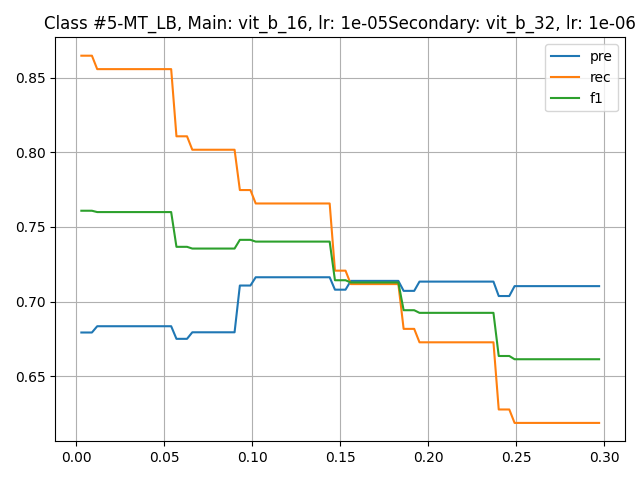 Class #5-MT_LB, Main: vit_b_16, lr: 1e-05Secondary: vit_b_32, lr: 1e-06
pre
rec
f1
0.85
0.80
0.75
0.70
0.65
0.00 0.05 0.10 0.15 0.20 0.25 0.30